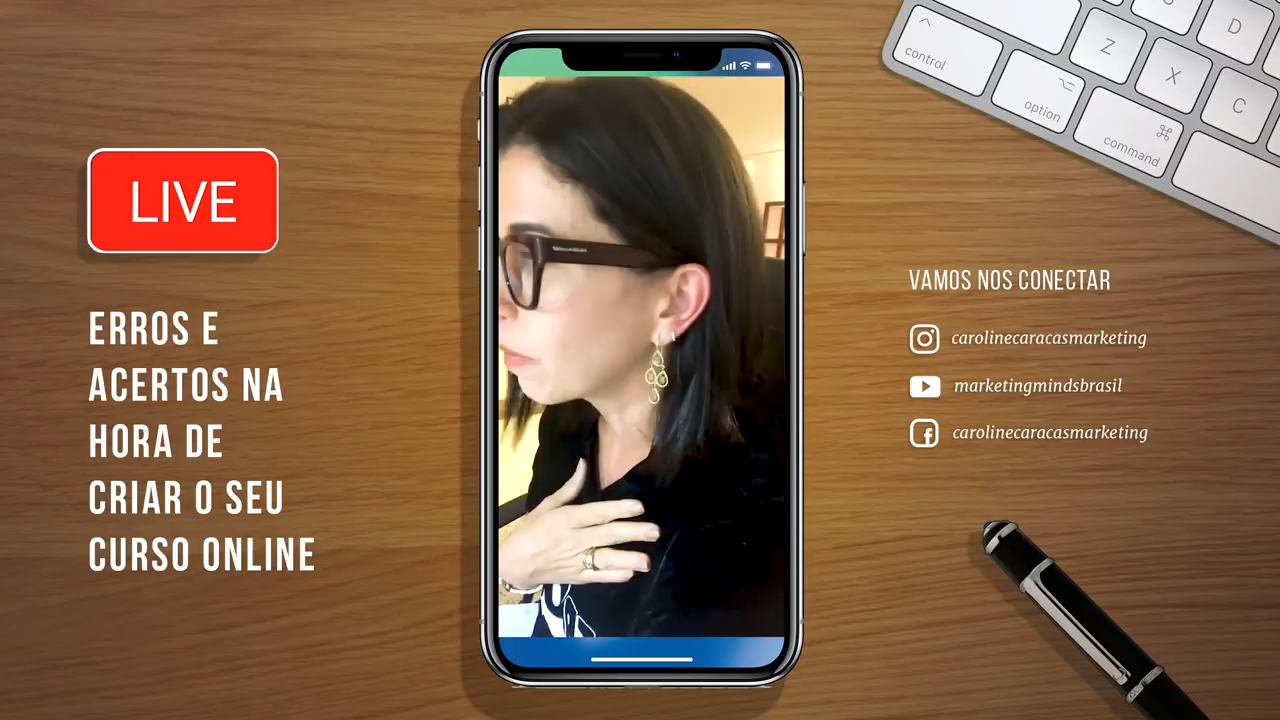 LIVE
ERROS E
ACERTOS NA
HORA DE
CRIAR O SEU
CURSO ONLINE
VAMOS NOS CONECTAR
carolinecaracasmarketing
marketingmindsbrasil
carolinecaracasmarketing
control
option
command
Z
X
C
S
D